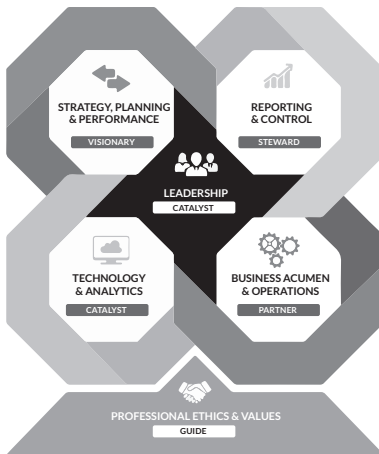 STRATEGY, PLANNING
& PERFORMANCE
VISIONARY
REPORTING
& CONTROL
STEWARD
LEADERSHIP
CATALYST
TECHNOLOGY
& ANALYTICS
CATALYST
BUSINESS ACUMEN
& OPERATIONS
PARTNER
PROFESSIONAL ETHICS & VALUES
GUIDE